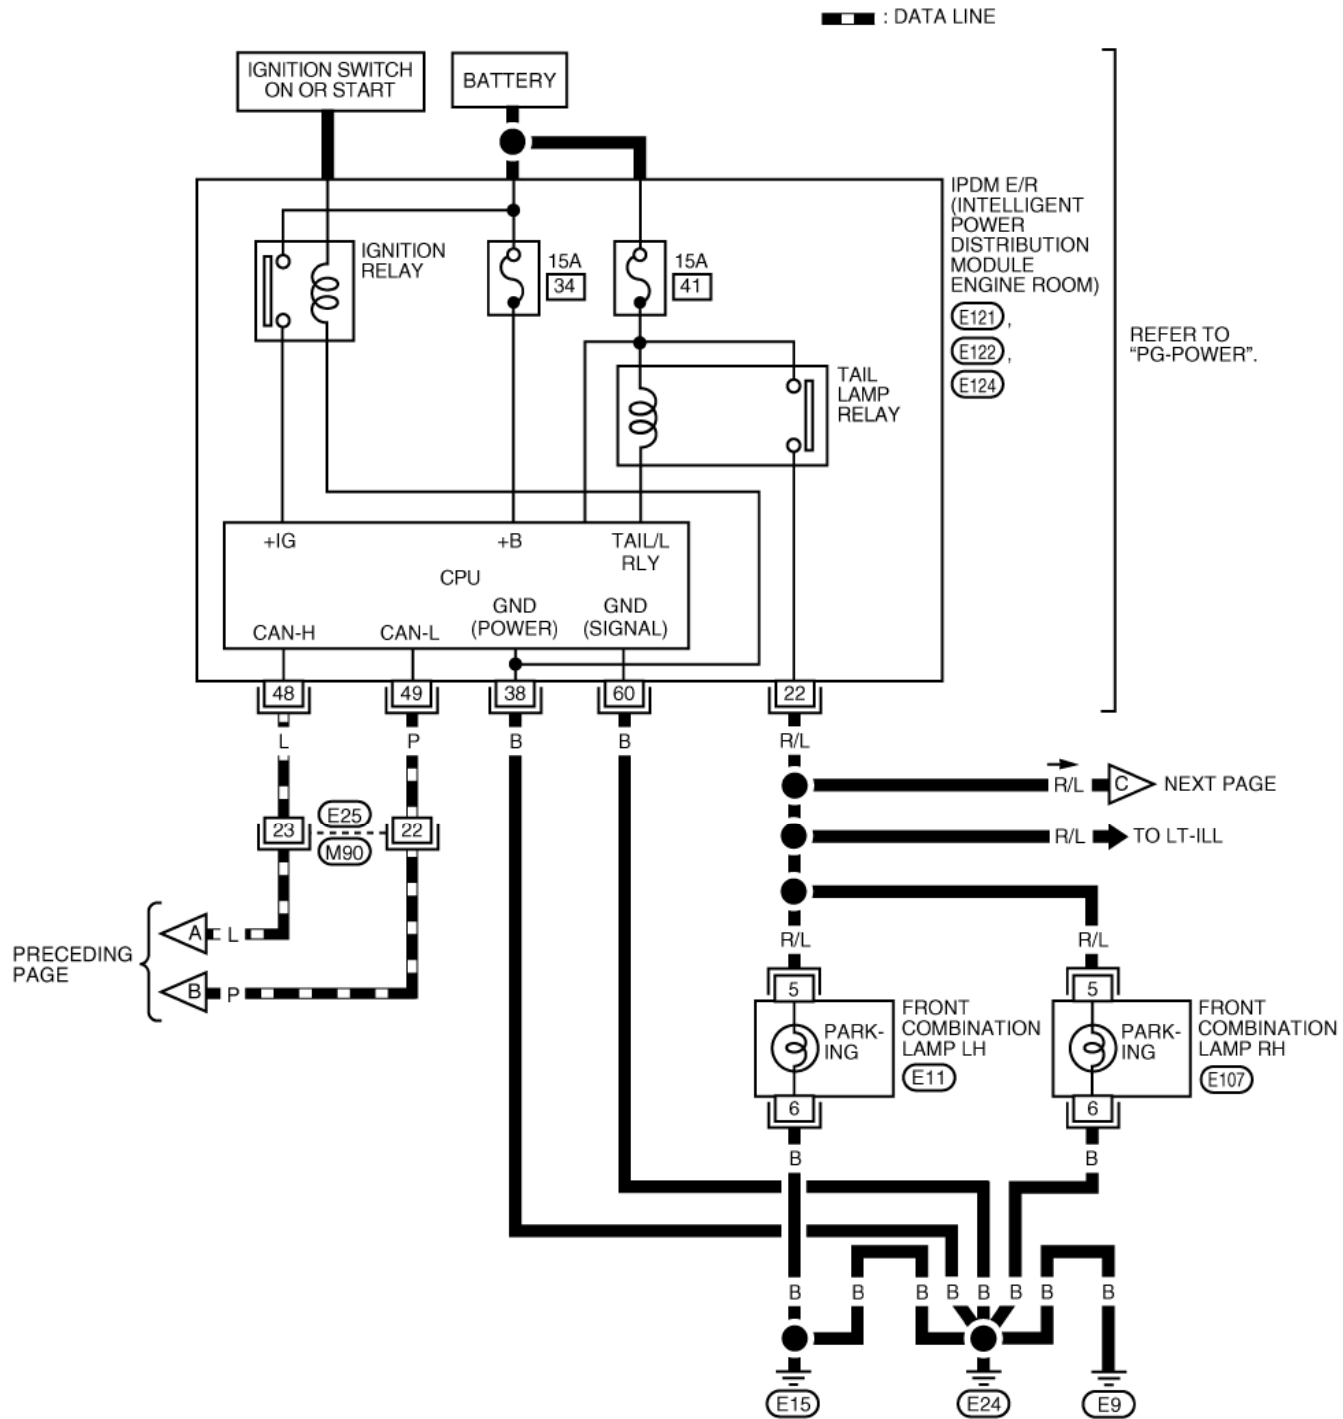 : DATA LINE
IGNITION SWITCH
ON OR START
BATTERY
IPDM E/R
(INTELLIGENT
POWER
DISTRIBUTION
MODULE
ENGINE ROOM)
E121 ,
E122 ,
E124
REFER TO
“PG-POWER”.
IGNITION
RELAY
15A
34
15A
41
TAIL
LAMP
RELAY
+IG
+B
TAIL/L
RLY
CPU
GND
(POWER)
GND
(SIGNAL)
CAN-H
CAN-L
48
49
38
60
22
L
P
B
B
R/L
R/L
C
NEXT PAGE
R/L
TO LT-ILL
23
E25
M90
22
PRECEDING
PAGE
A
L
B
P
R/L
R/L
5
5
PARK-
ING
FRONT
COMBINATION
LAMP LH
E11
PARK-
ING
FRONT
COMBINATION
LAMP RH
E107
6
6
B
B
B
B
B
B
B
B
B
B
E15
E24
E9